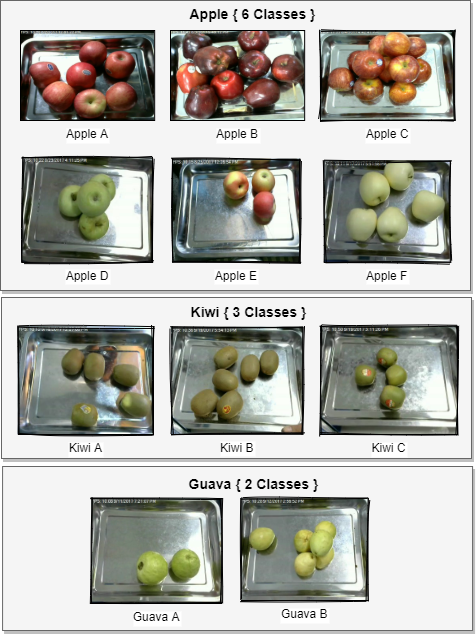 Apple { 6 Classes }
Apple A
Apple B
Apple C
Apple D
Apple E
Apple F
Kiwi { 3 Classes }
Kiwi A
Kiwi B
Kiwi C
Guava { 2 Classes }
Guava A
Guava B